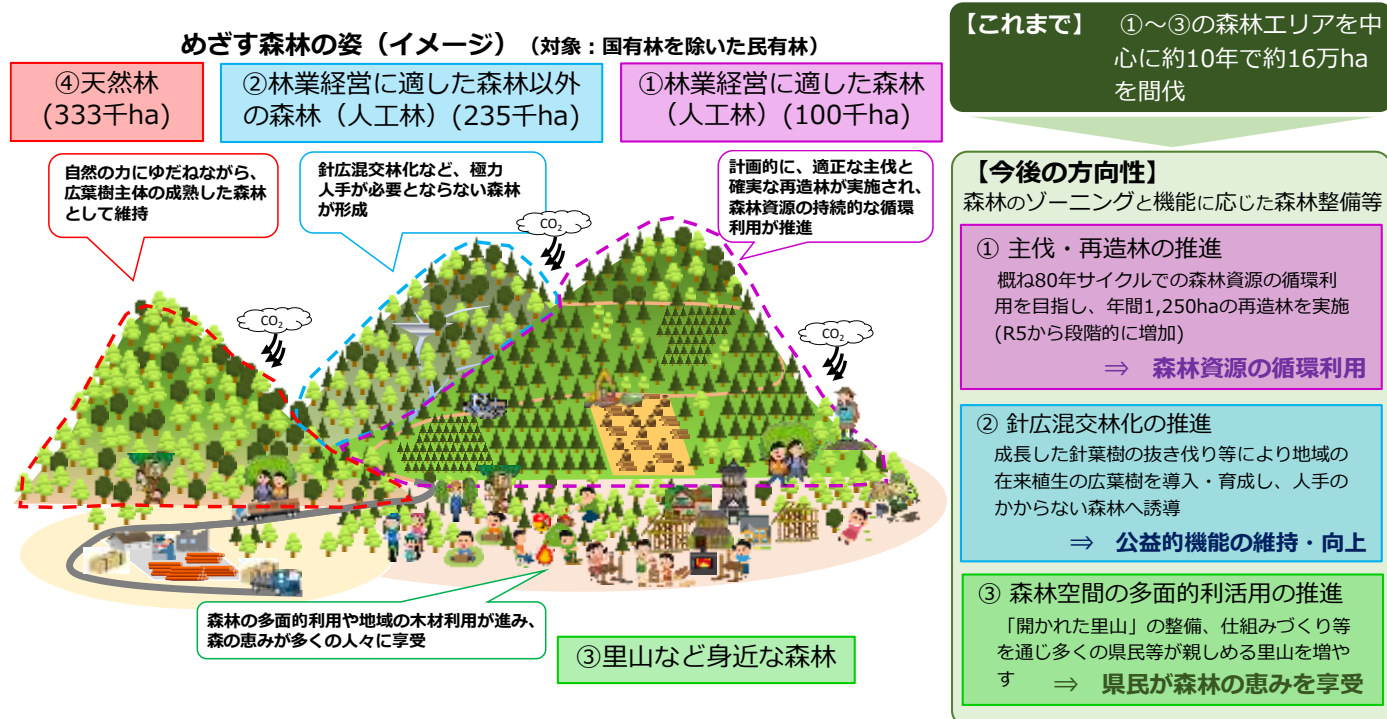 めざす森林の姿（イメージ）（対象：国有林を除いた民有林）
④天然林
(333千ha)
②林業経営に適した森林以外
の森林（人工林）(235千ha)
①林業経営に適した森林
（人工林）(100千ha)
自然の力にゆだねながら、
広葉樹主体の成熟した森林
として維持
針広混交林化など、極力
人手が必要とならない森林
が形成
計画的に、適正な主伐と
確実な再造林が実施され、
森林資源の持続的な循環
利用が推進
CO₂
CO₂
CO₂
森林の多面的利用や地域の木材利用が進み、
森の恵みが多くの人々に享受
③里山など身近な森林
【これまで】 ①～③の森林エリアを中
心に約10年で約16万ha
を間伐
【今後の方向性】
森林のゾーニングと機能に応じた森林整備等
① 主伐・再造林の推進
概ね80年サイクルでの森林資源の循環利
用を目指し、年間1,250haの再造林を実施
(R5から段階的に増加)
⇒ 森林資源の循環利用
② 針広混交林化の推進
成長した針葉樹の抜き伐り等により地域の
在来植生の広葉樹を導入・育成し、人手の
かからない森林へ誘導
⇒ 公益的機能の維持・向上
③ 森林空間の多面的利活用の推進
「開かれた里山」の整備、仕組みづくり等
を通じ多くの県民等が親しめる里山を増や
す ⇒ 県民が森林の恵みを享受